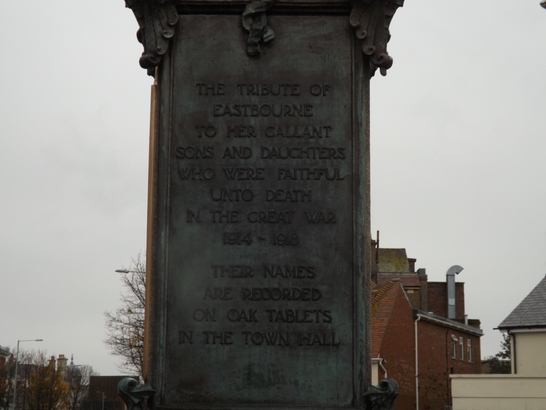 THE TRIBUTE OF
EASTBOURNE
TO HER GALLANT
SONS AND DAUGHTERS
WHO WERE FAITHFUL
UNTO DEATH
IN THE GREAT WAR
1914 - 1918
THEIR NAMES
ARE RECORDED
ON OAK TABLETS
IN THE TOWN HALL